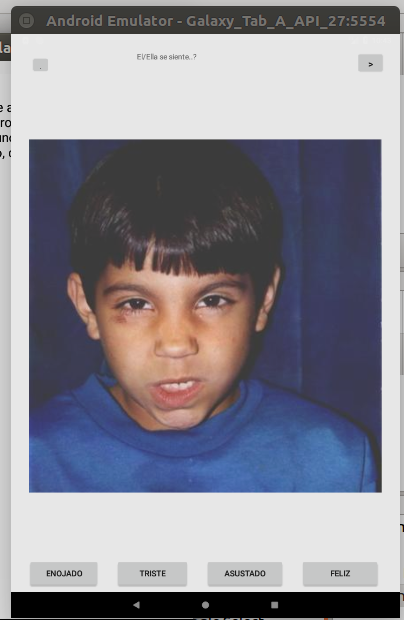 Android Emulator - Galaxy_Tab_A_API_27:5554
El/Ella se siente..?
.
>
ENOJADO
TRISTE
ASUSTADO
FELIZ